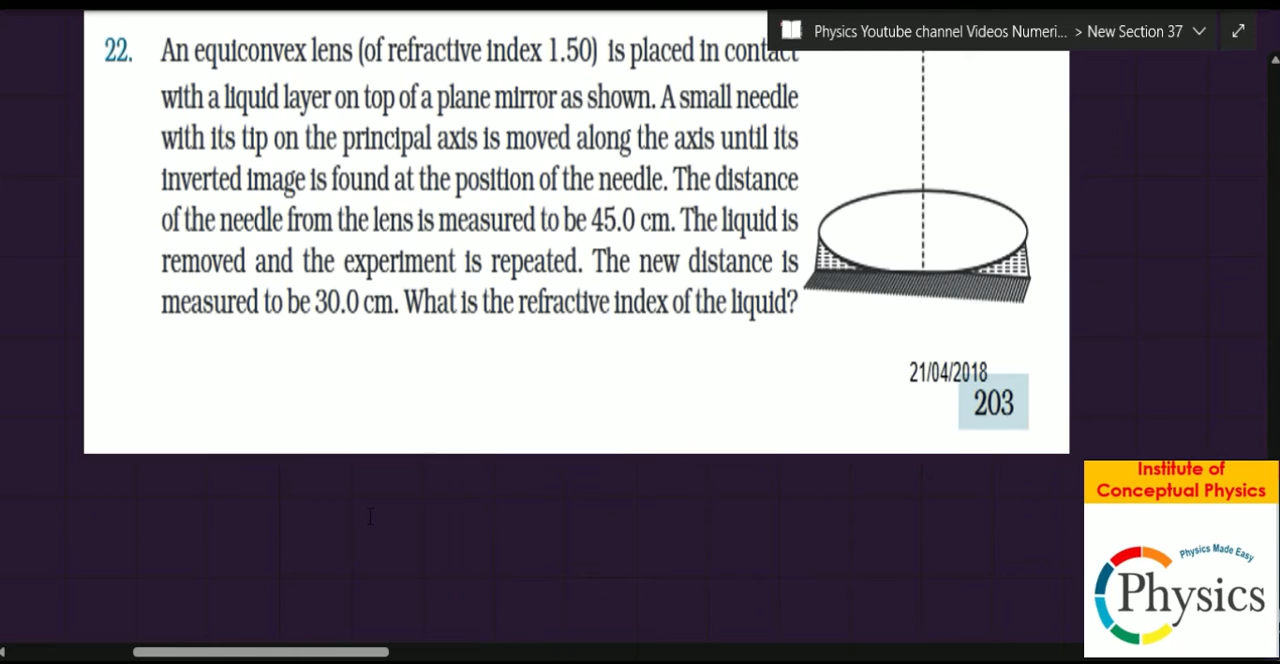 Physics Youtube channel Videos Numeri... > New Section 37
22. An equiconvex lens (of refractive index 1.50) is placed in contact
with a liquid layer on top of a plane mirror as shown. A small needle
with its tip on the principal axis is moved along the axis until its
inverted image is found at the position of the needle. The distance
of the needle from the lens is measured to be 45.0 cm. The liquid is
removed and the experiment is repeated. The new distance is
measured to be 30.0 cm. What is the refractive index of the liquid?
21/04/2018
203
Institute of
Conceptual Physics
Physics Made Easy
Physics